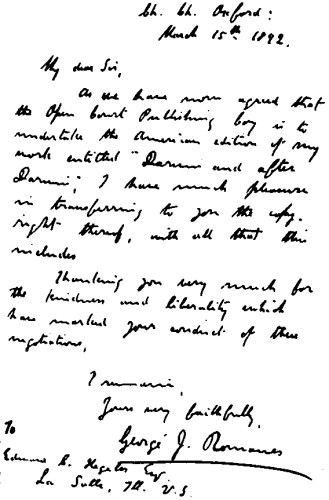 Ch. Ch. Oxford:
March 15th 1892.
My dear Sir,
As we have now agreed that
the Open Court Publishing Coy is to
undertake the American edition of my
work entitled "Darwin and after
Darwin", I have much pleasure
in transferring to you the copy-
right thereof, with all that this
includes
Thanking you very much for
the kindness and liberality which
have marked your conduct of these
negotiations,
I remain,
Yours very faithfully,
George J. Romanes
To
Edward C. Hegeler Esq.
La Salle, Ill. U.S.